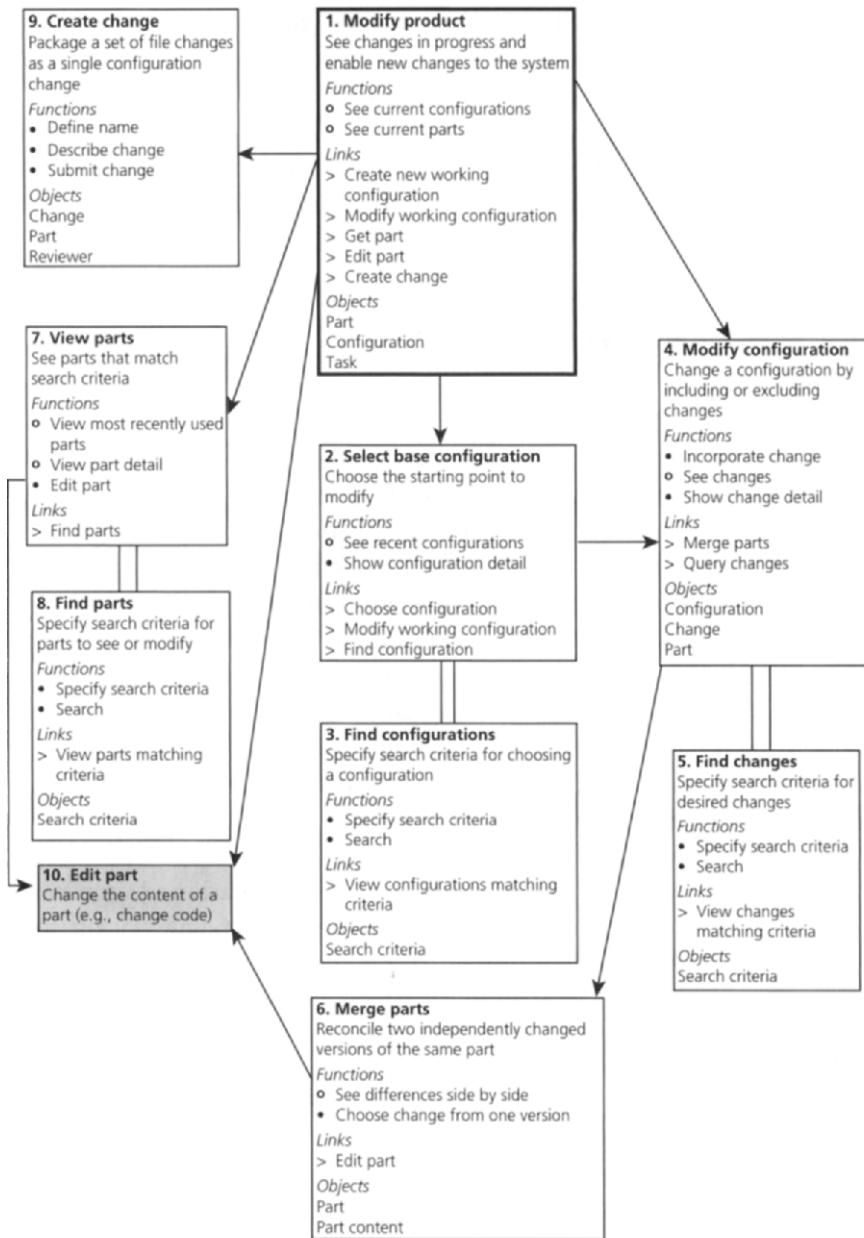 9. Create change
Package a set of file changes
as a single configuration
change
Functions
• Define name
• Describe change
• Submit change
Objects
Change
Part
Reviewer
1. Modify product
See changes in progress and
enable new changes to the system
Functions
o See current configurations
o See current parts
Links
> Create new working
configuration
> Modify working configuration
> Get part
> Edit part
> Create change
Objects
Part
Configuration
Task
7. View parts
See parts that match
search criteria
Functions
o View most recently used
parts
o View part detail
• Edit part
Links
> Find parts
2. Select base configuration
Choose the starting point to
modify
Functions
o See recent configurations
• Show configuration detail
Links
> Choose configuration
> Modify working configuration
> Find configuration
4. Modify configuration
Change a configuration by
including or excluding
changes
Functions
• Incorporate change
o See changes
• Show change detail
Links
> Merge parts
> Query changes
Objects
Configuration
Change
Part
8. Find parts
Specify search criteria for
parts to see or modify
Functions
• Specify search criteria
• Search
Links
> View parts matching
criteria
Objects
Search criteria
3. Find configurations
Specify search criteria for choosing
a configuration
Functions
• Specify search criteria
• Search
Links
> View configurations matching
criteria
Objects
Search criteria
5. Find changes
Specify search criteria for
desired changes
Functions
• Specify search criteria
• Search
Links
> View changes
matching criteria
Objects
Search criteria
10. Edit part
Change the content of a
part (e.g., change code)
6. Merge parts
Reconcile two independently changed
versions of the same part
Functions
o See differences side by side
• Choose change from one version
Links
> Edit part
Objects
Part
Part content